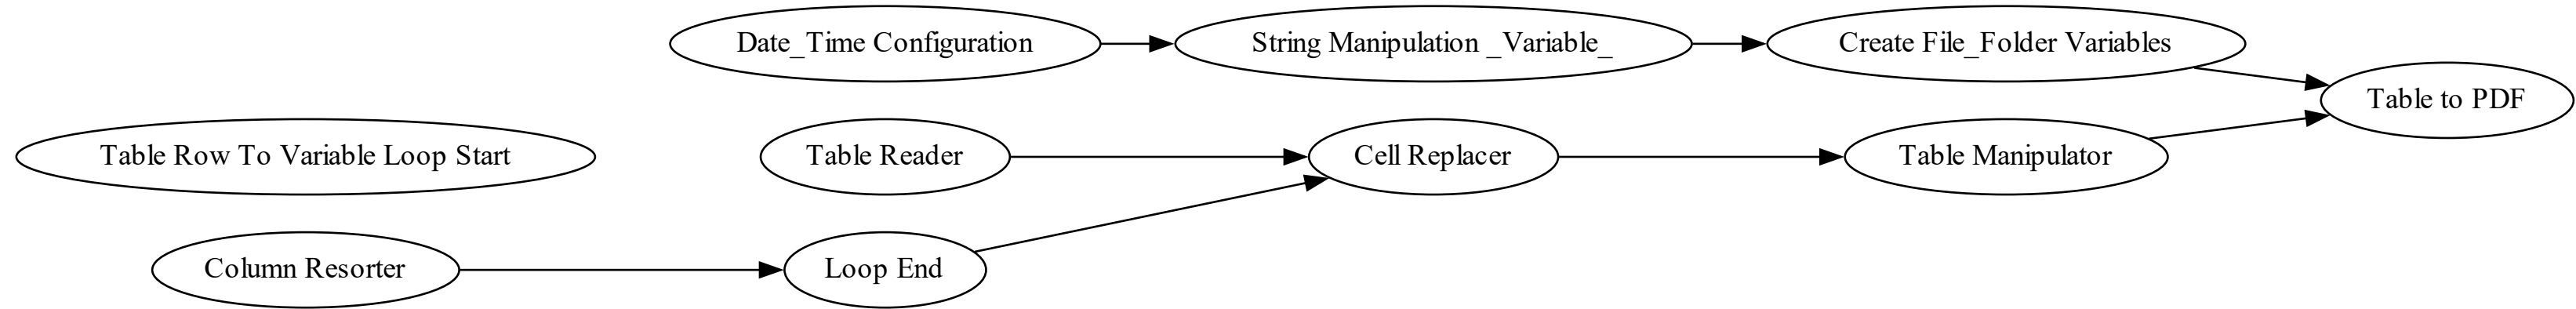 Date_Time Configuration
String Manipulation _Variable_
Create File_Folder Variables
Table to PDF
Table Row To Variable Loop Start
Table Reader
Cell Replacer
Table Manipulator
Column Resorter
Loop End